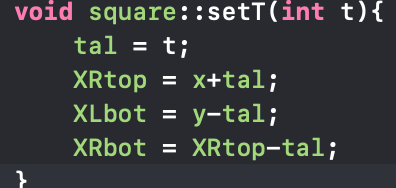 void square::setT(int t){
    tal = t;
    XRtop = x+tal;
    XLbot = y-tal;
    XRbot = XRtop-tal;
}